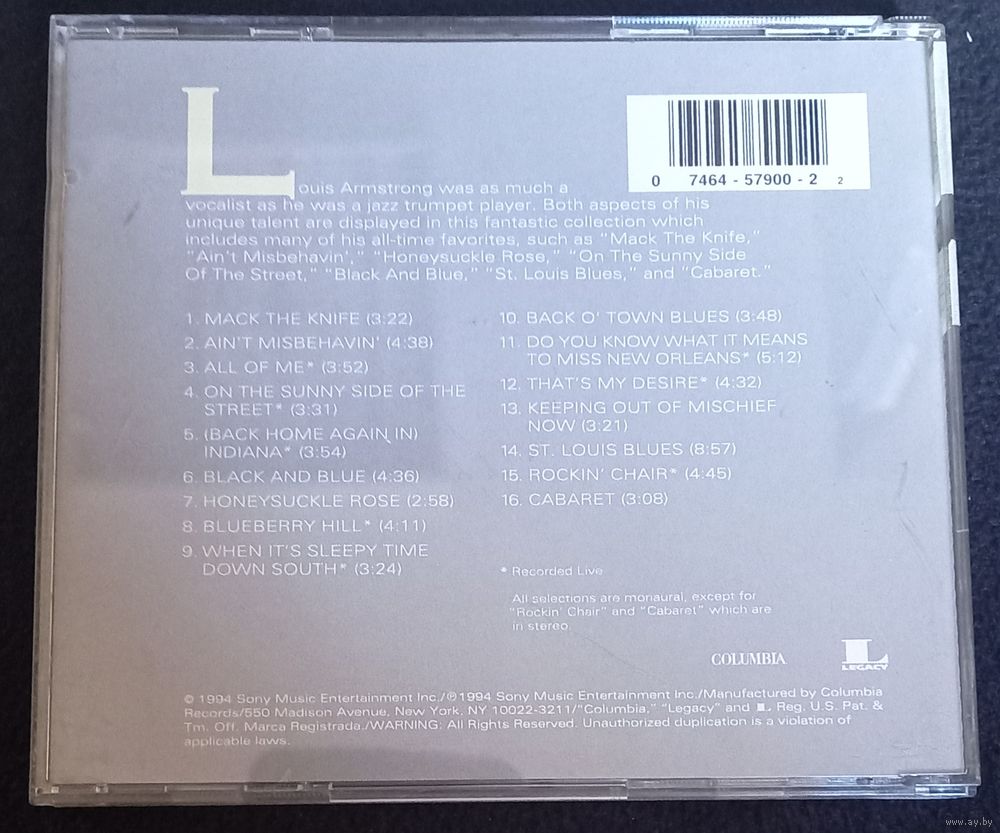 Louis Armstrong was as much a
vocalist as he was a jazz trumpet player. Both aspects of his
unique talent are displayed in this fantastic collection which
includes many of his all-time favorites, such as "Mack The Knife,"
"Ain't Misbehavin'," "Honeysuckle Rose," "On The Sunny Side
Of The Street," "Black And Blue," "St. Louis Blues," and "Cabaret."
0 7464 - 57900 - 2 2
1. MACK THE KNIFE (3:22)
2. AIN'T MISBEHAVIN' (4:38)
3. ALL OF ME* (3:52)
4. ON THE SUNNY SIDE OF THE
STREET* (3:31)
5. (BACK HOME AGAIN IN)
INDIANA* (3:54)
6. BLACK AND BLUE (4:36)
7. HONEYSUCKLE ROSE (2:58)
8. BLUEBERRY HILL* (4:11)
9. WHEN IT'S SLEEPY TIME
DOWN SOUTH* (3:24)
10. BACK O' TOWN BLUES (3:48)
11. DO YOU KNOW WHAT IT MEANS
TO MISS NEW ORLEANS* (5:12)
12. THAT'S MY DESIRE* (4:32)
13. KEEPING OUT OF MISCHIEF
NOW (3:21)
14. ST. LOUIS BLUES (8:57)
15. ROCKIN' CHAIR* (4:45)
16. CABARET (3:08)
* Recorded Live
All selections are monaural, except for
"Rockin' Chair" and "Cabaret" which are
in stereo.
COLUMBIA
L
LEGACY
© 1994 Sony Music Entertainment Inc./℗ 1994 Sony Music Entertainment Inc./Manufactured by Columbia
Records/550 Madison Avenue, New York, NY 10022-3211/"Columbia," "Legacy" and L, Reg. U.S. Pat. &
Tm. Off. Marca Registrada./WARNING: All Rights Reserved. Unauthorized duplication is a violation of
applicable laws.
www.ay.by